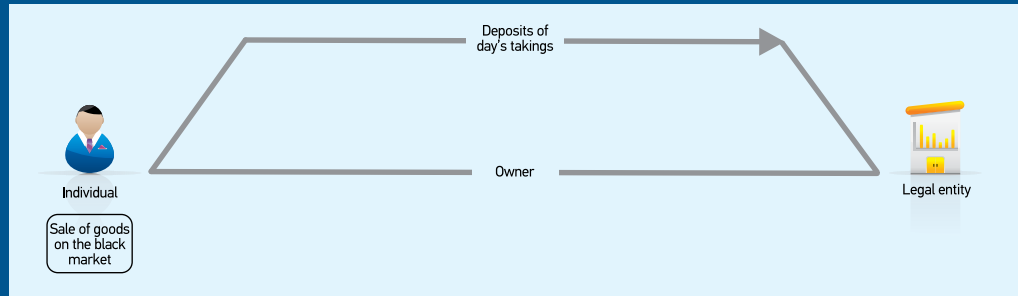 Deposits of
day's takings
Owner
Individual
Legal entity
Sale of goods
on the black
market